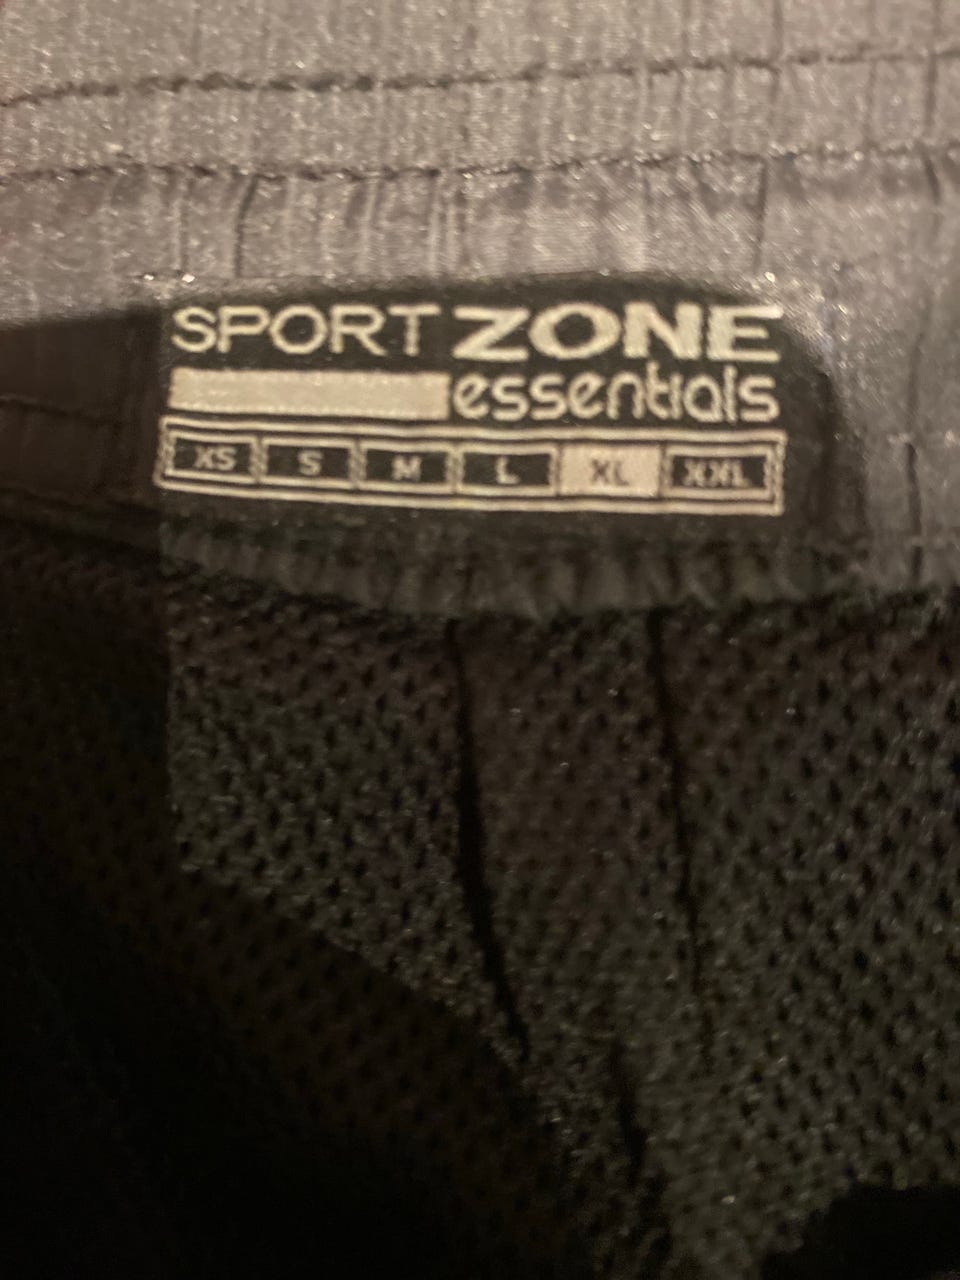 SPORT ZONE
essentials
XS S M L XL XXL